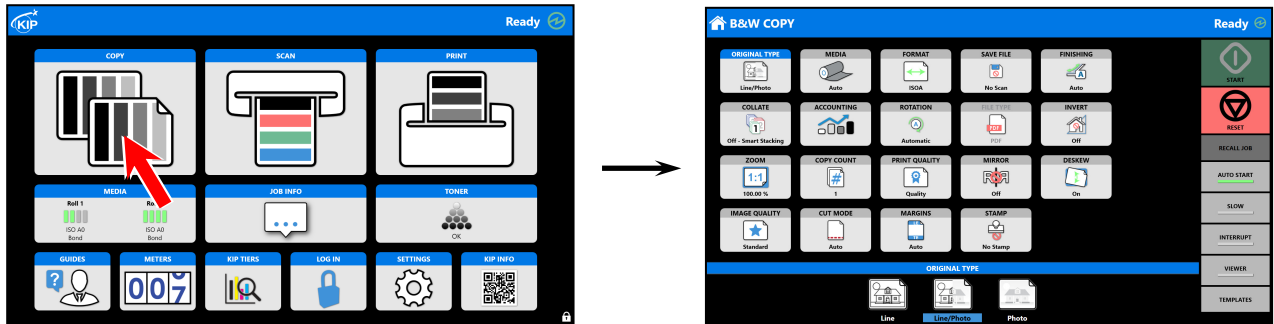 KIP
Ready
COPY
SCAN
PRINT
MEDIA
Roll 1
ISO A0
Bond
Ro
ISO A0
Bond
JOB INFO
TONER
OK
GUIDES
METERS
KIP TIERS
LOG IN
SETTINGS
KIP INFO
B&W COPY
Ready
ORIGINAL TYPE
Line/Photo
MEDIA
Auto
FORMAT
ISOA
SAVE FILE
No Scan
FINISHING
A
Auto
COLLATE
1
Off - Smart Stacking
ACCOUNTING
ROTATION
A
Automatic
FILE TYPE
PDF
PDF
INVERT
Off
ZOOM
1:1
100.00 %
COPY COUNT
#
1
PRINT QUALITY
Quality
MIRROR
R R
Off
DESKEW
On
IMAGE QUALITY
Standard
CUT MODE
Auto
MARGINS
Auto
STAMP
No Stamp
START
RESET
RECALL JOB
AUTO START
SLOW
INTERRUPT
VIEWER
TEMPLATES
ORIGINAL TYPE
Line
Line/Photo
Photo